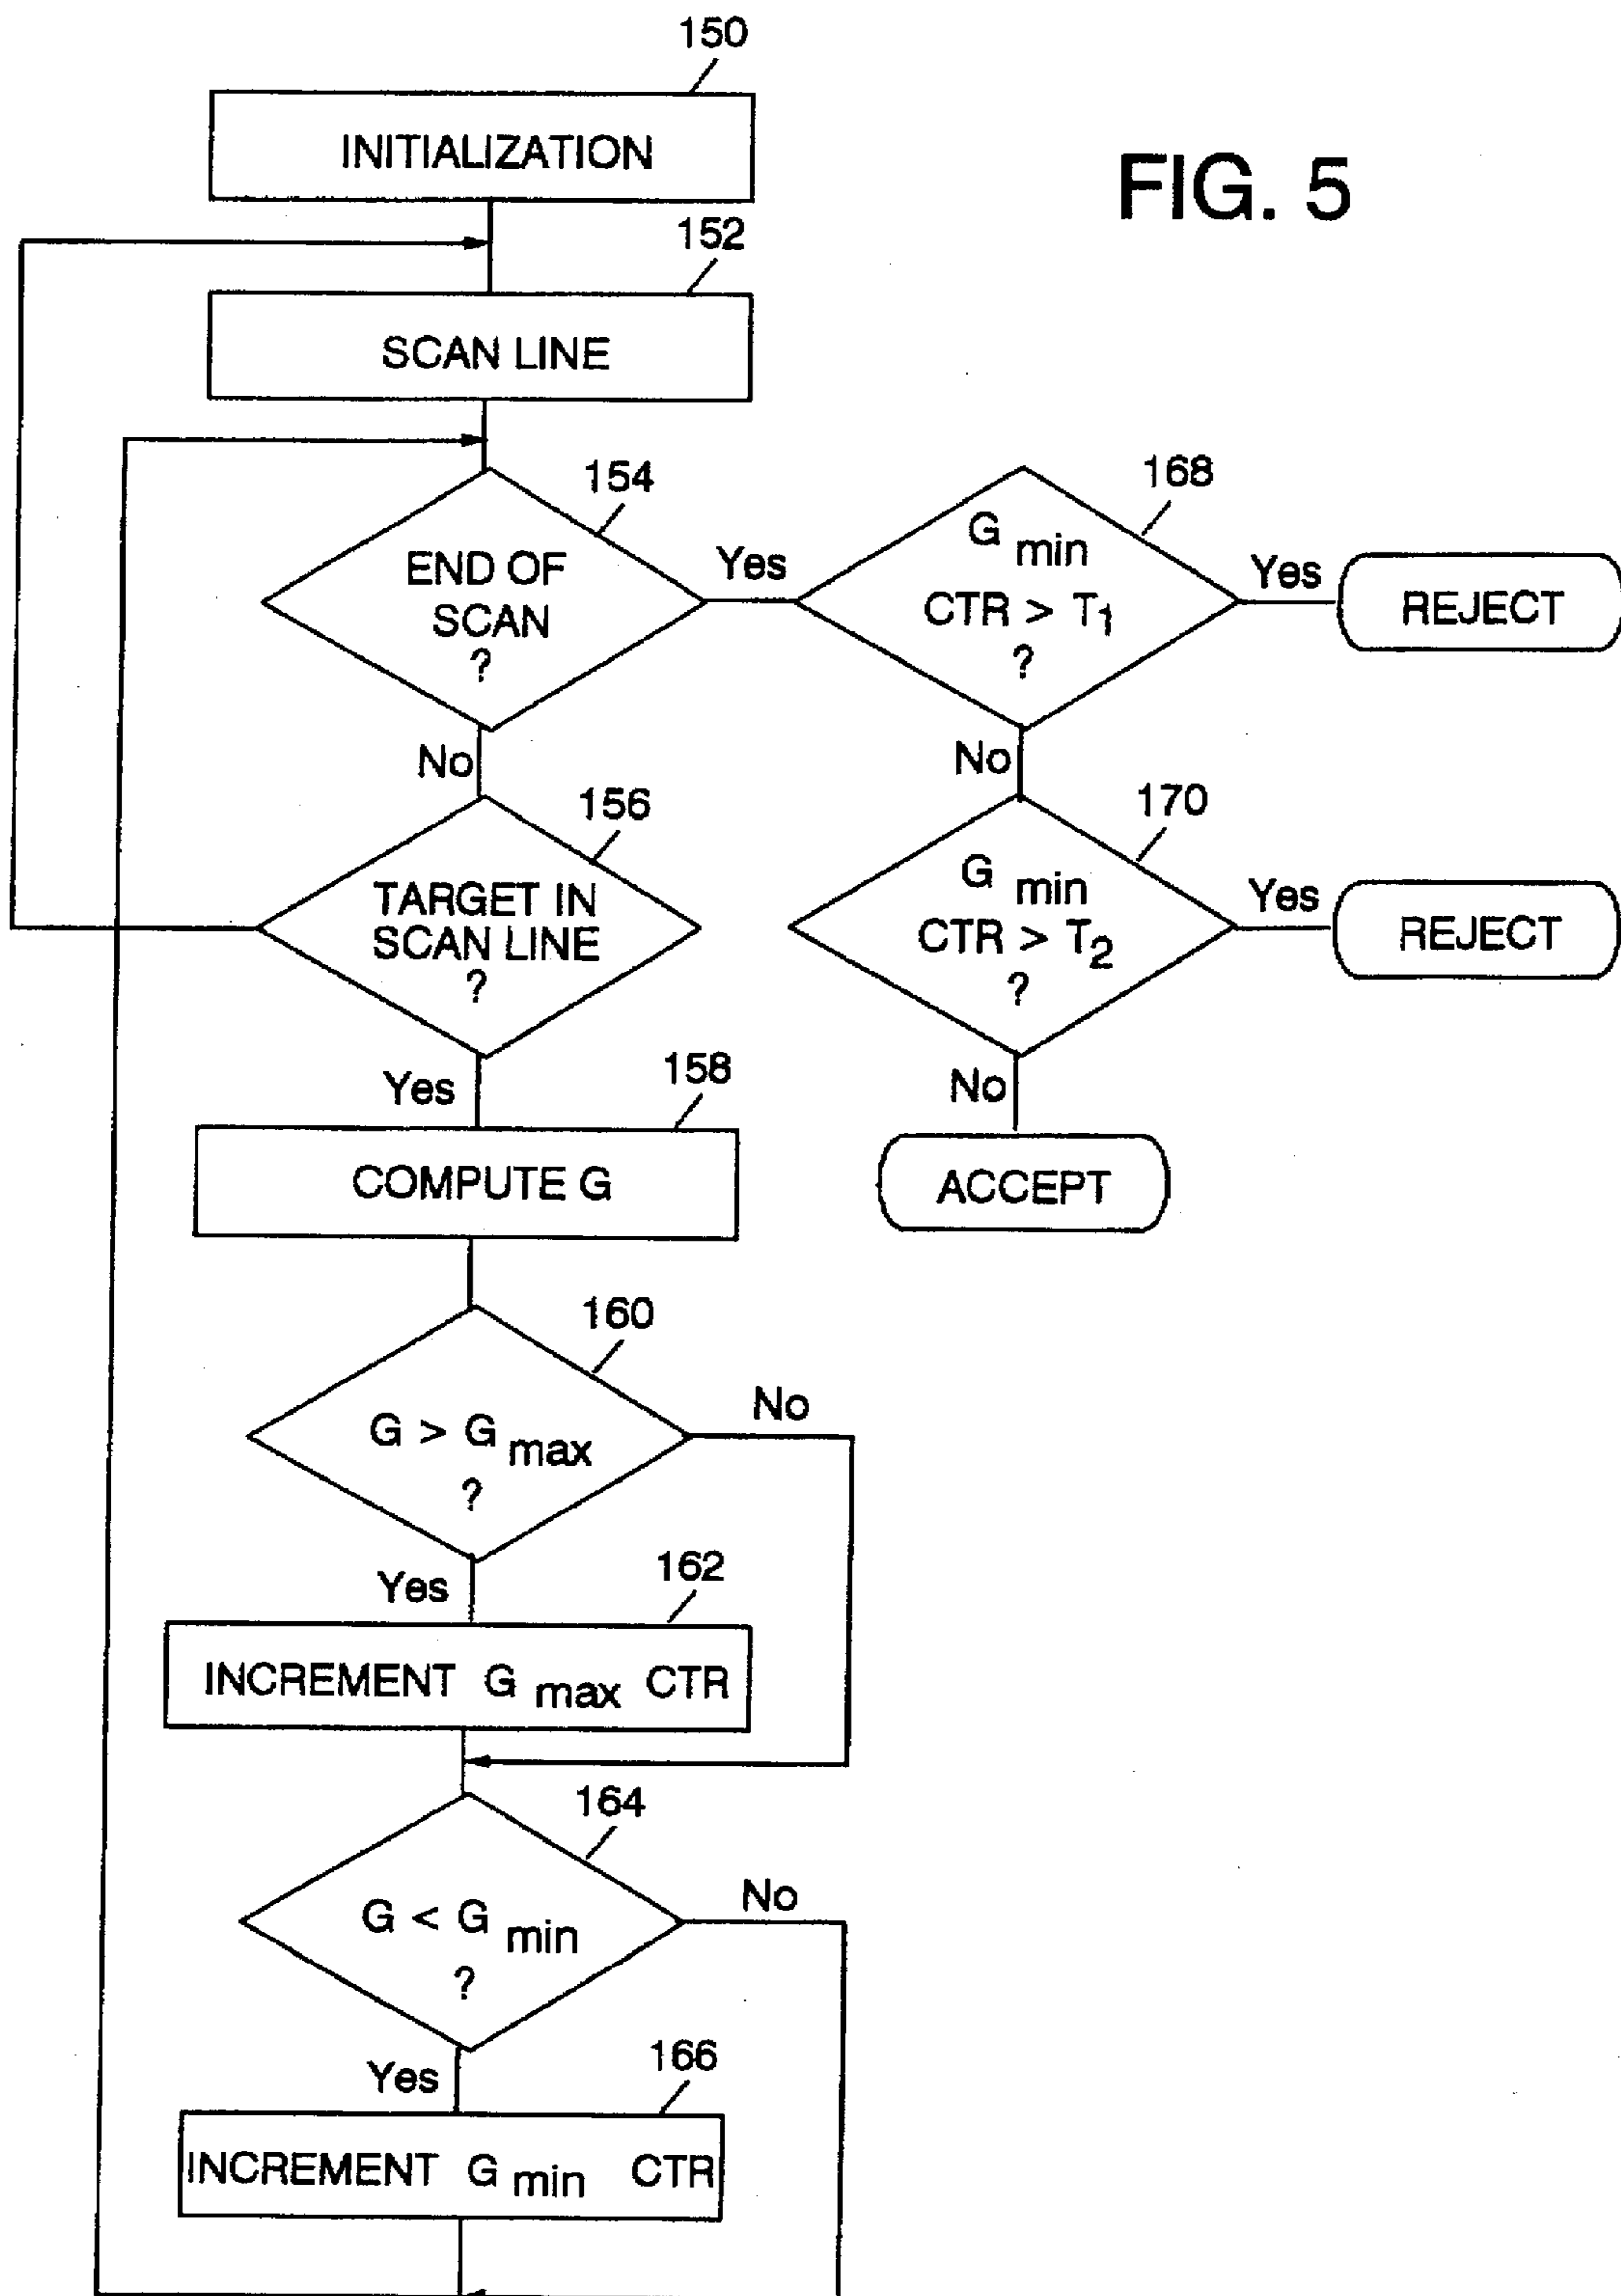 150
INITIALIZATION
FIG. 5
152
SCAN LINE
154
END OF
SCAN
?
Yes
168
G min
CTR > T1
?
Yes
REJECT
No
No
156
TARGET IN
SCAN LINE
?
170
G min
CTR > T2
?
Yes
REJECT
Yes
158
COMPUTE G
No
ACCEPT
160
G > G max
?
No
Yes
162
INCREMENT G max CTR
164
G < G min
?
No
Yes
166
INCREMENT G min CTR